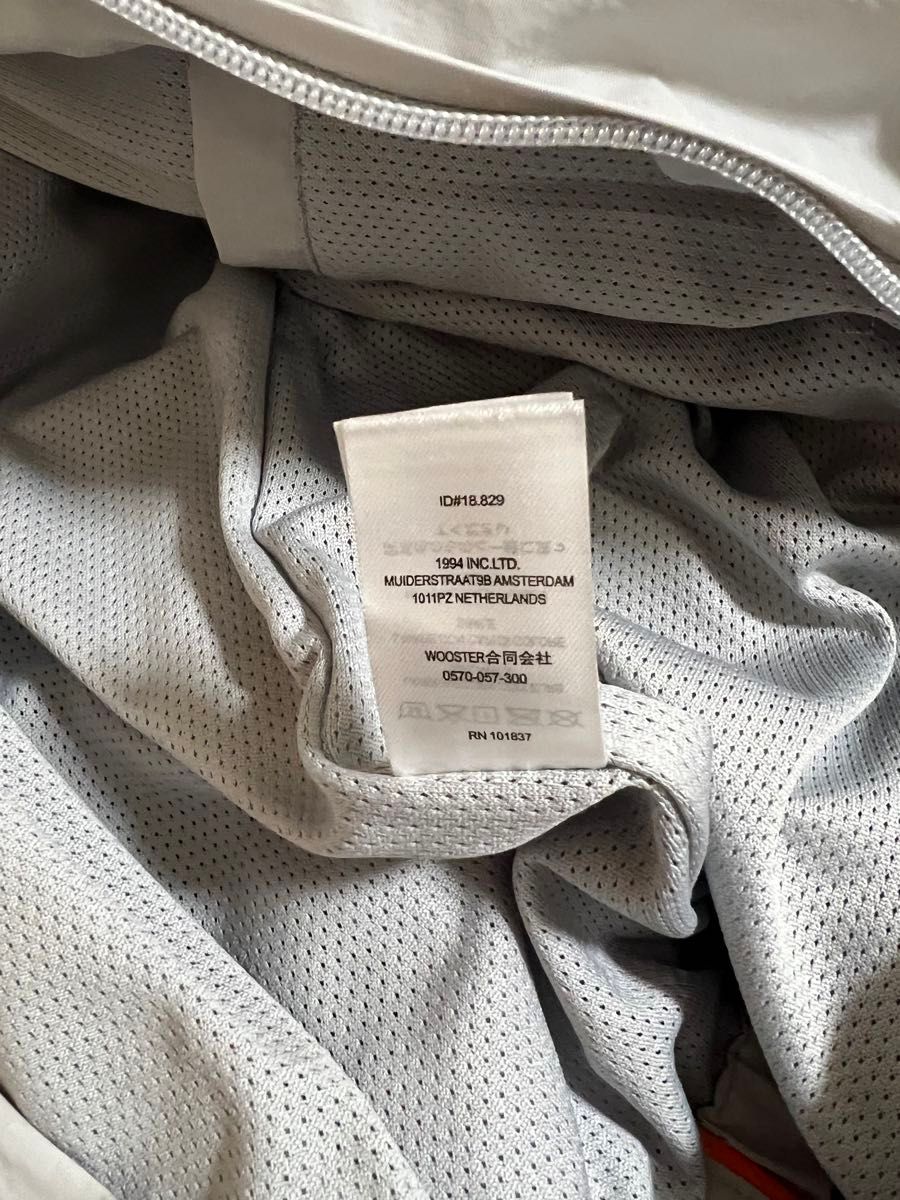 ID#18.829
1994 INC.LTD.
MUIDERSTRAAT9B AMSTERDAM
1011PZ NETHERLANDS
WOOSTER合同会社
0570-057-300
RN 101837